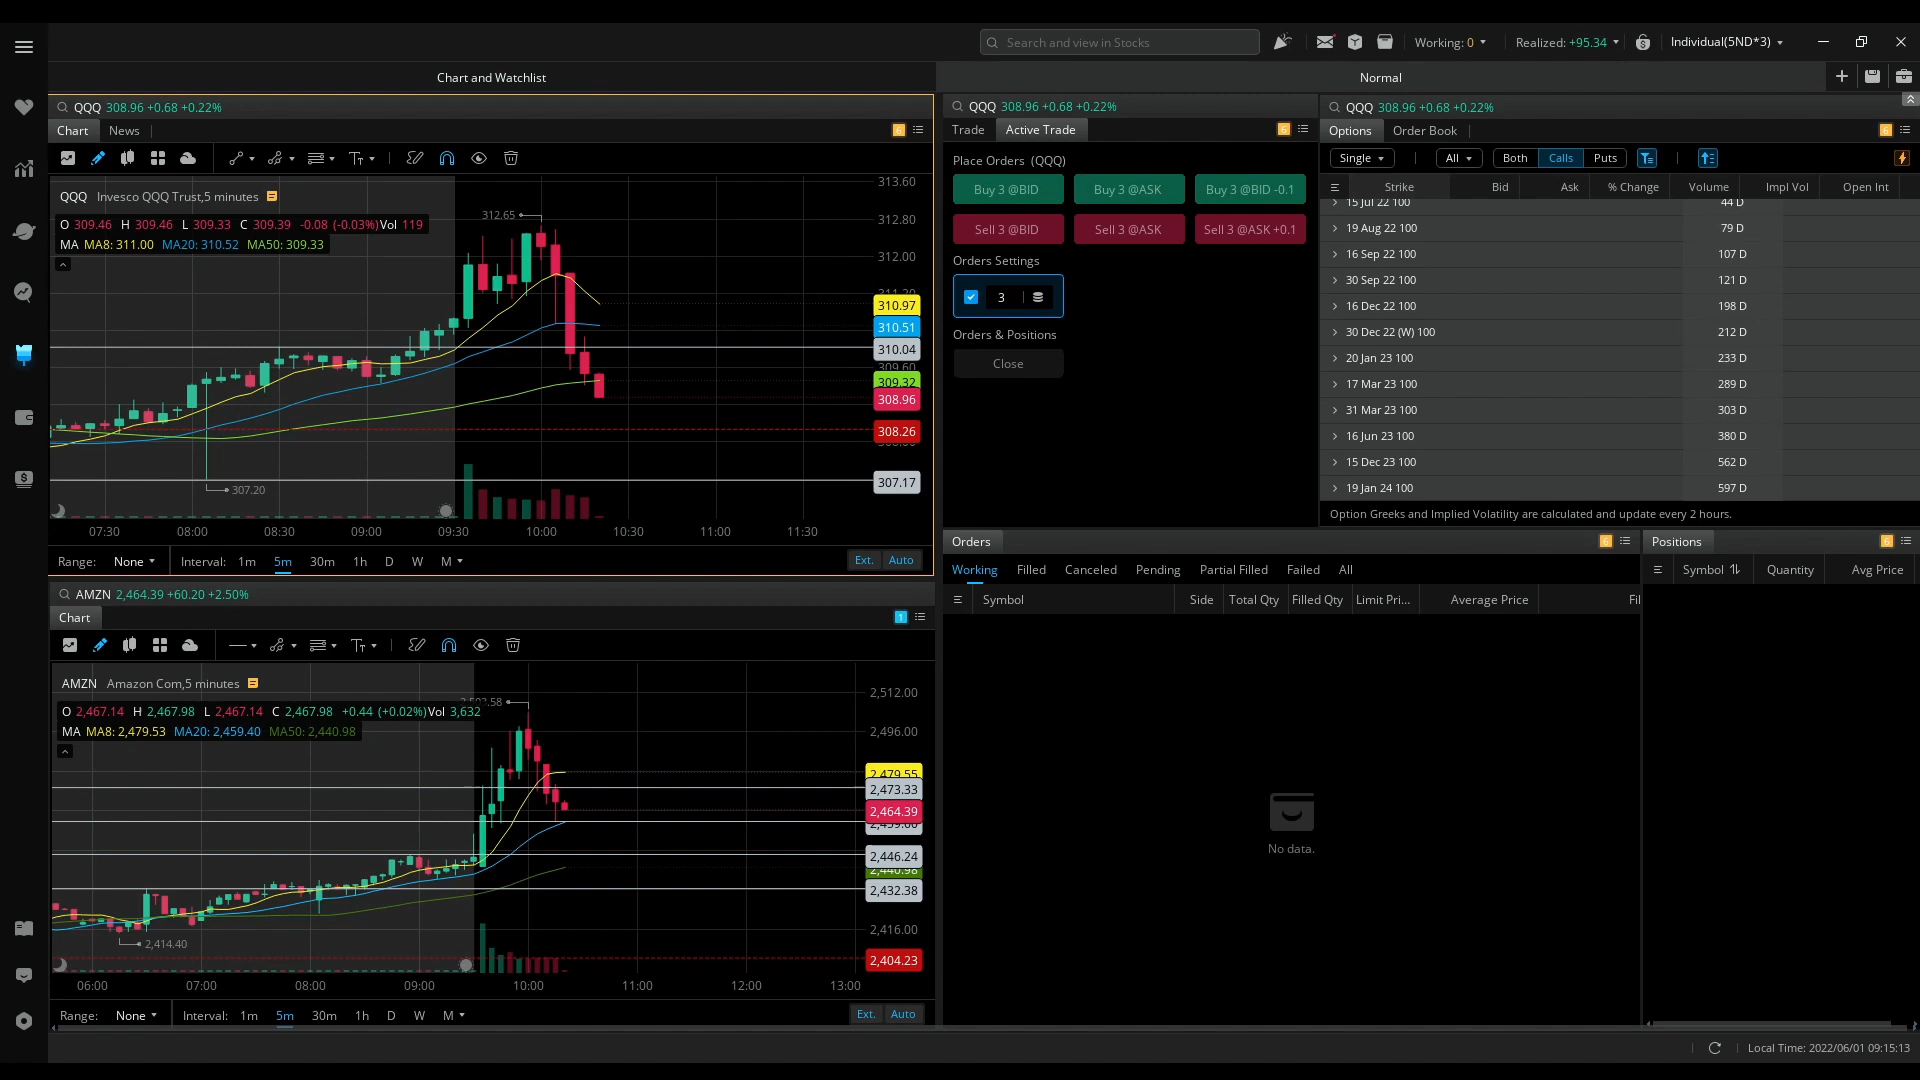 Search and view in Stocks
Working: 0
Realized: +95.34
Individual(5ND*3)
Chart and Watchlist
Normal
QQQ 308.96 +0.68 +0.22%
Chart
News
6
QQQ Invesco QQQ Trust,5 minutes
O 309.46 H 309.46 L 309.33 C 309.39 -0.08 (-0.03%)Vol 119
MA MA8: 311.00 MA20: 310.52 MA50: 309.33
312.65
307.20
313.60
312.80
312.00
311.20
310.97
310.51
310.04
309.60
309.32
308.96
308.26
307.17
07:30
08:00
08:30
09:00
09:30
10:00
10:30
11:00
11:30
Range: None
Interval: 1m 5m 30m 1h D W M
Ext. Auto
AMZN 2,464.39 +60.20 +2.50%
Chart
1
AMZN Amazon Com,5 minutes
O 2,467.14 H 2,467.98 L 2,467.14 C 2,467.98 +0.44 (+0.02%)Vol 3,632
MA MA8: 2,479.53 MA20: 2,459.40 MA50: 2,440.98
2,414.40
2,512.00
2,496.00
2,479.55
2,473.33
2,464.39
2,446.24
2,440.98
2,432.38
2,416.00
2,404.23
06:00
07:00
08:00
09:00
10:00
11:00
12:00
13:00
Range: None
Interval: 1m 5m 30m 1h D W M
Ext. Auto
QQQ 308.96 +0.68 +0.22%
Trade
Active Trade
6
Place Orders (QQQ)
Buy 3 @BID
Buy 3 @ASK
Buy 3 @BID -0.1
Sell 3 @BID
Sell 3 @ASK
Sell 3 @ASK +0.1
Orders Settings
3
Orders & Positions
Close
QQQ 308.96 +0.68 +0.22%
Options
Order Book
6
Single
All
Both
Calls
Puts
Strike Bid Ask % Change Volume Impl Vol Open Int
15 Jul 22 100 44 D
19 Aug 22 100 79 D
16 Sep 22 100 107 D
30 Sep 22 100 121 D
16 Dec 22 100 198 D
30 Dec 22 (W) 100 212 D
20 Jan 23 100 233 D
17 Mar 23 100 289 D
31 Mar 23 100 303 D
16 Jun 23 100 380 D
15 Dec 23 100 562 D
19 Jan 24 100 597 D
Option Greeks and Implied Volatility are calculated and update every 2 hours.
Orders
6
Working Filled Canceled Pending Partial Filled Failed All
Symbol Side Total Qty Filled Qty Limit Pri... Average Price Fil
No data.
Positions
6
Symbol Quantity Avg Price
Local Time: 2022/06/01 09:15:13